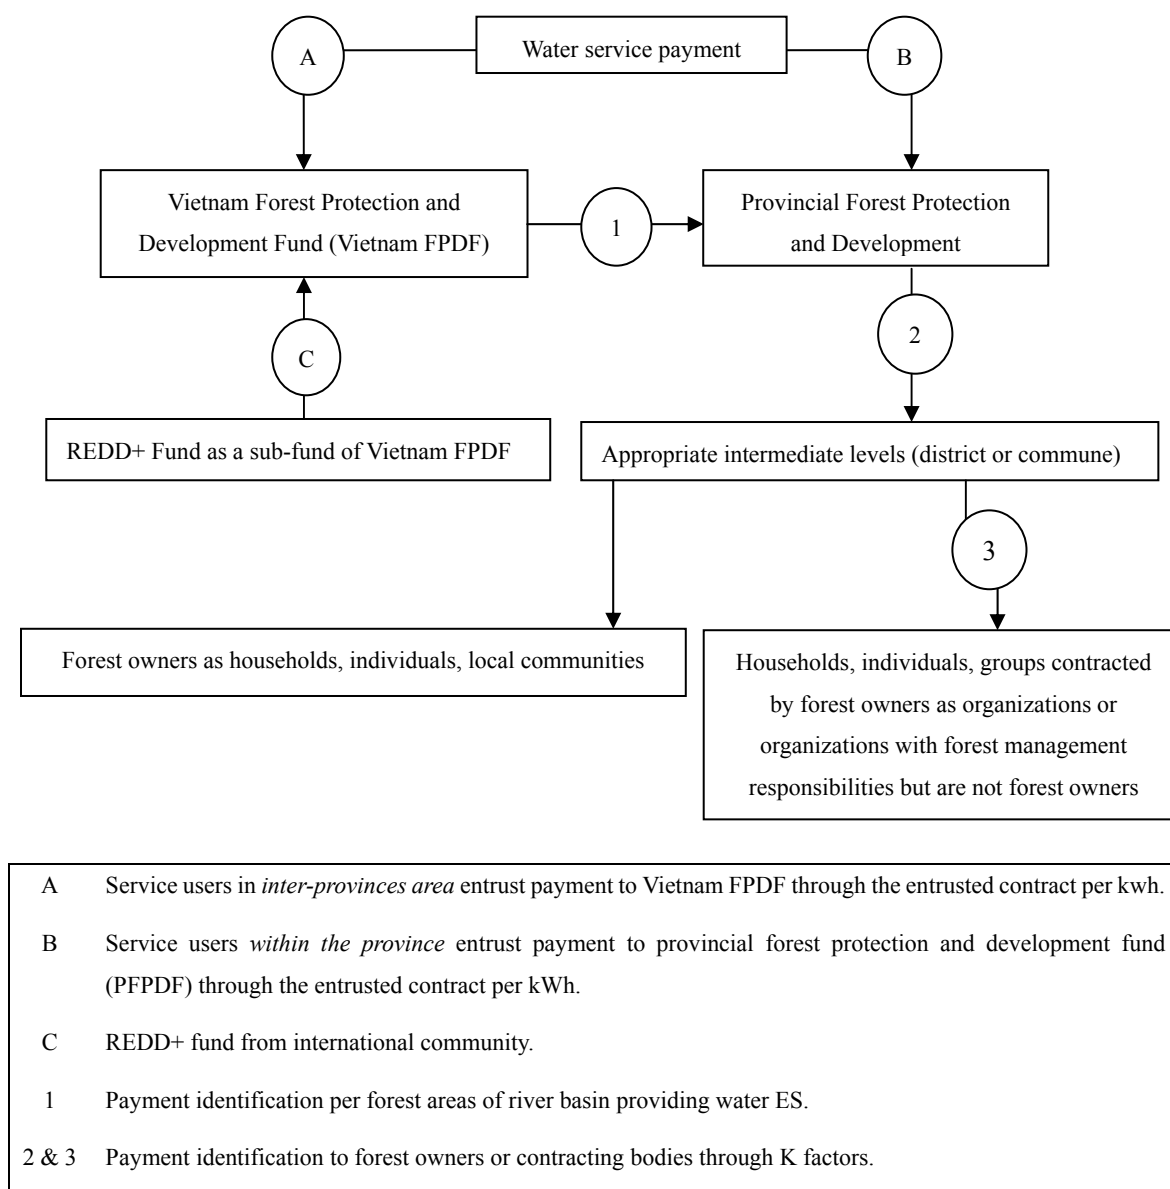 A
Water service payment
B
Vietnam Forest Protection and
Development Fund (Vietnam FPDF)
1
Provincial Forest Protection
and Development
C
2
REDD+ Fund as a sub-fund of Vietnam FPDF
Appropriate intermediate levels (district or commune)
3
Forest owners as households, individuals, local communities
Households, individuals, groups contracted
by forest owners as organizations or
organizations with forest management
responsibilities but are not forest owners
A Service users in inter-provinces area entrust payment to Vietnam FPDF through the entrusted contract per kwh.
B Service users within the province entrust payment to provincial forest protection and development fund
(PFPDF) through the entrusted contract per kWh.
C REDD+ fund from international community.
1 Payment identification per forest areas of river basin providing water ES.
2 & 3 Payment identification to forest owners or contracting bodies through K factors.